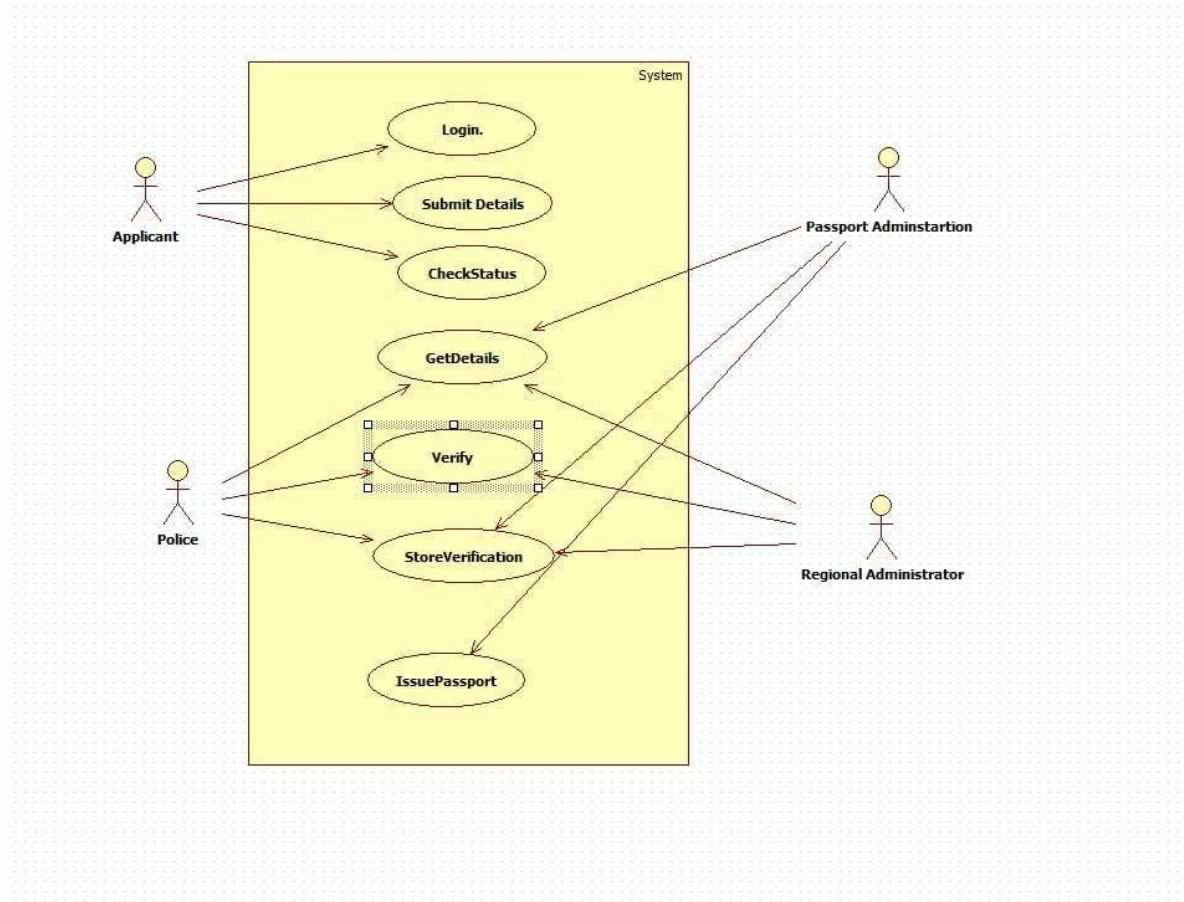 System
Login.
Submit Details
CheckStatus
GetDetails
Verify
StoreVerification
IssuePassport
Applicant
Police
Passport Adminstartion
Regional Administrator